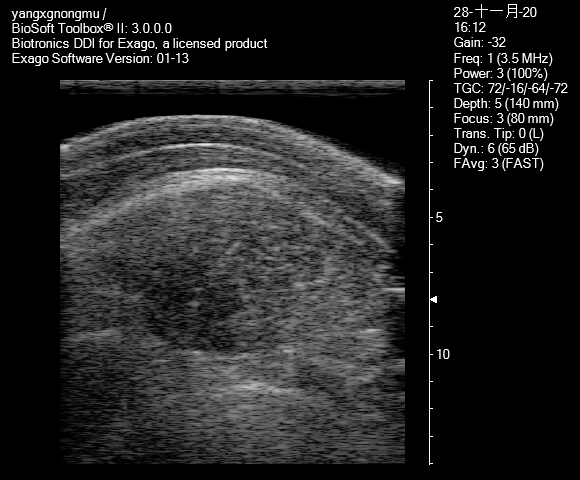 yangxgnongmu /
BioSoft Toolbox® II: 3.0.0.0
Biotronics DDI for Exago, a licensed product
Exago Software Version: 01-13
28-十一月-20
16:12
Gain: -32
Freq: 1 (3.5 MHz)
Power: 3 (100%)
TGC: 72/-16/-64/-72
Depth: 5 (140 mm)
Focus: 3 (80 mm)
Trans. Tip: 0 (L)
Dyn.: 6 (65 dB)
FAvg: 3 (FAST)
5
10